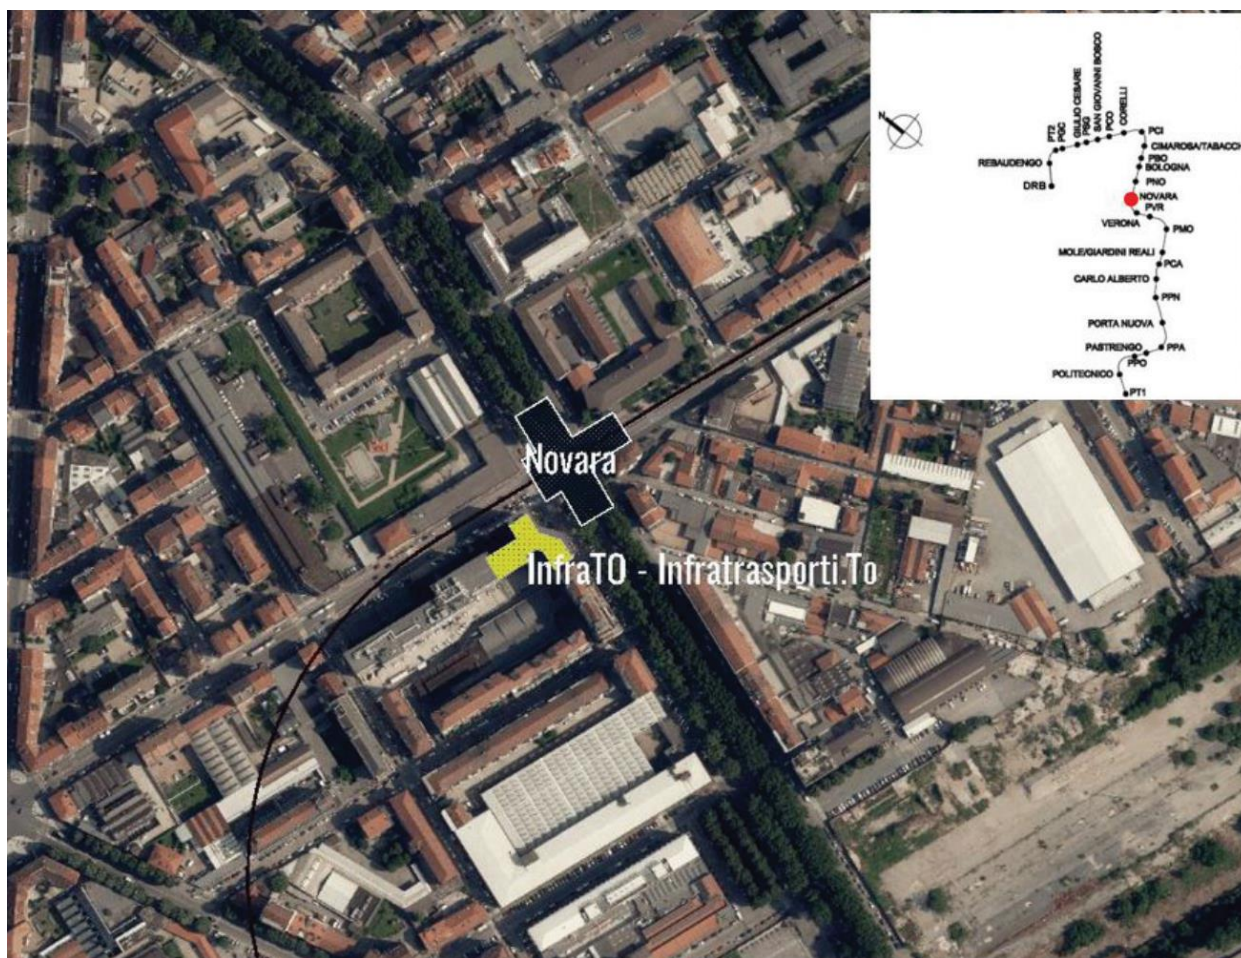 PT2
PGC
GIULIO CESARE
PSG
SAN GIOVANNI BOSCO
PCO
CORELLI
N
PCI
CIMAROSA/TABACCHI
REBAUDENGO
PBO
BOLOGNA
DRB
PNO
NOVARA
PVR
VERONA
PMO
MOLE/GIARDINI REALI
PCA
CARLO ALBERTO
PPN
PORTA NUOVA
PASTRENGO
PPA
PPO
POLITECNICO
PT1
Novara
InfraTO - Infratrasporti.To